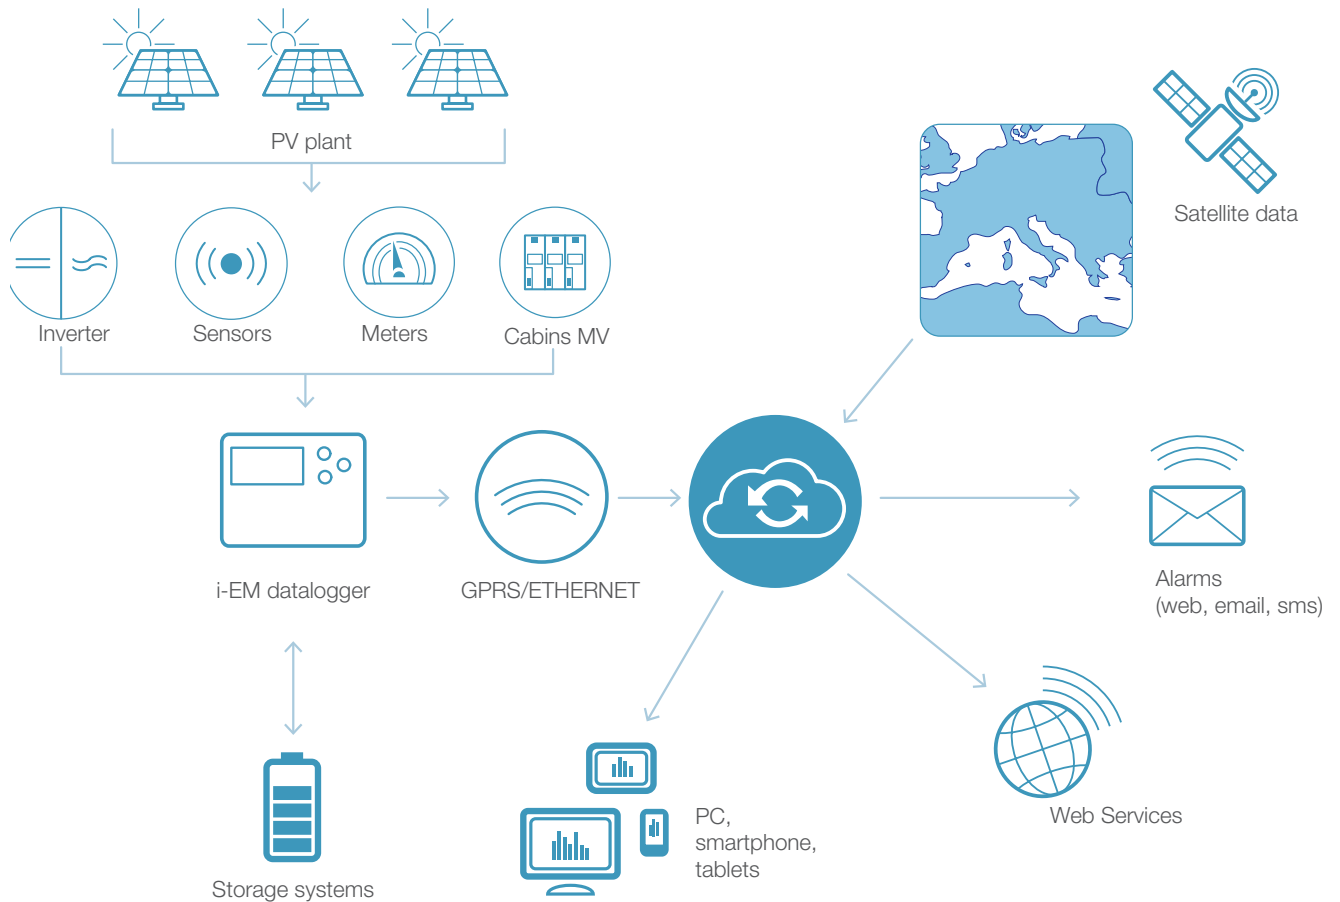 PV plant
Satellite data
Inverter
Sensors
Meters
Cabins MV
i-EM datalogger
GPRS/ETHERNET
Alarms
(web, email, sms)
Storage systems
PC,
smartphone,
tablets
Web Services